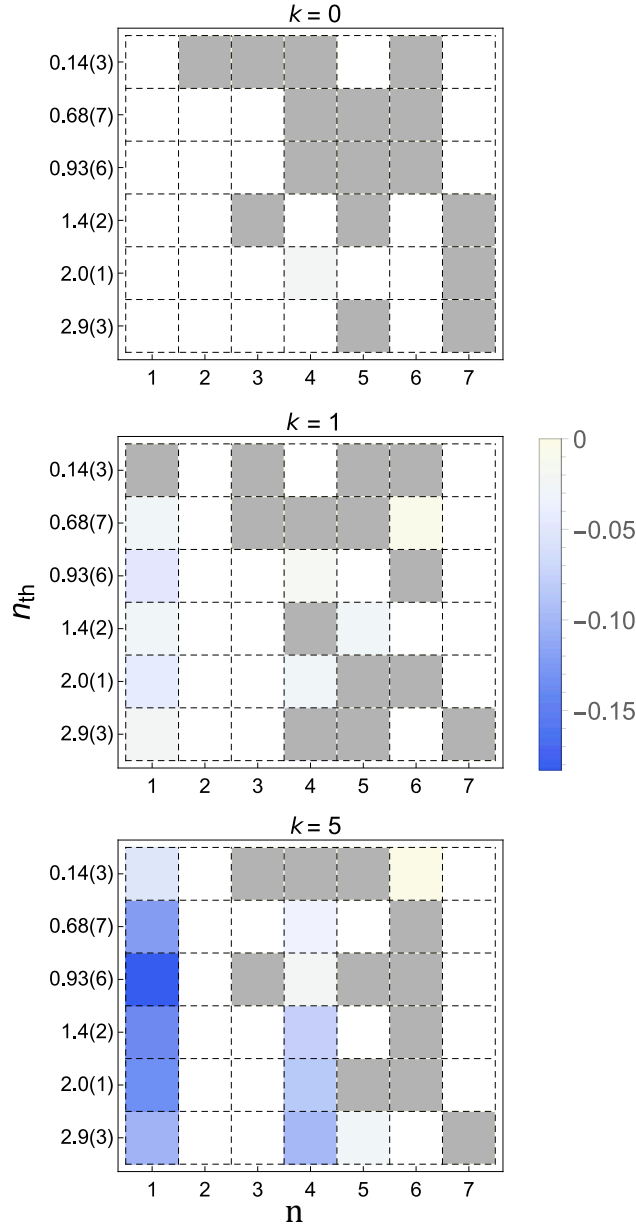 k = 0
0.14(3)
0.68(7)
0.93(6)
1.4(2)
2.0(1)
2.9(3)
1 2 3 4 5 6 7
k = 1
0.14(3)
0.68(7)
0.93(6)
1.4(2)
2.0(1)
2.9(3)
1 2 3 4 5 6 7
n_th
0
−0.05
−0.10
−0.15
k = 5
0.14(3)
0.68(7)
0.93(6)
1.4(2)
2.0(1)
2.9(3)
1 2 3 4 5 6 7
n